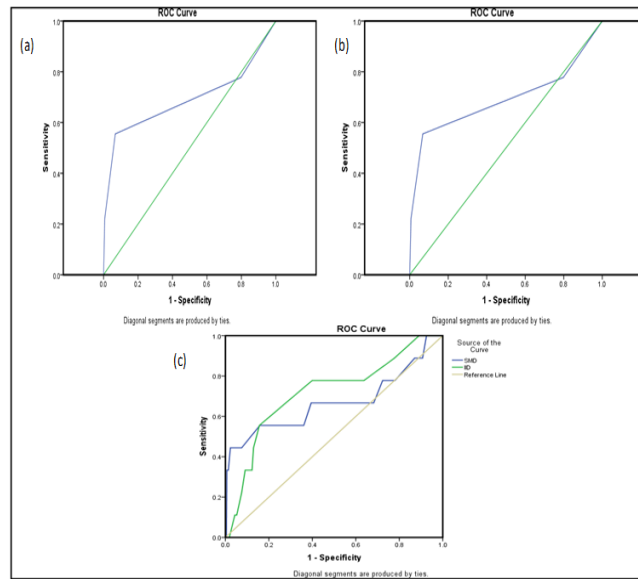 ROC Curve
(a)
Sensitivity
1.0
0.8
0.6
0.4
0.2
0.0
0.0 0.2 0.4 0.6 0.8 1.0
1 - Specificity
Diagonal segments are produced by ties.
ROC Curve
(b)
Sensitivity
1.0
0.8
0.6
0.4
0.2
0.0
0.0 0.2 0.4 0.6 0.8 1.0
1 - Specificity
Diagonal segments are produced by ties.
ROC Curve
(c)
Sensitivity
1.0
0.8
0.6
0.4
0.2
0.0
0.0 0.2 0.4 0.6 0.8 1.0
1 - Specificity
Source of the
Curve
SMD
IID
Reference Line
Diagonal segments are produced by ties.